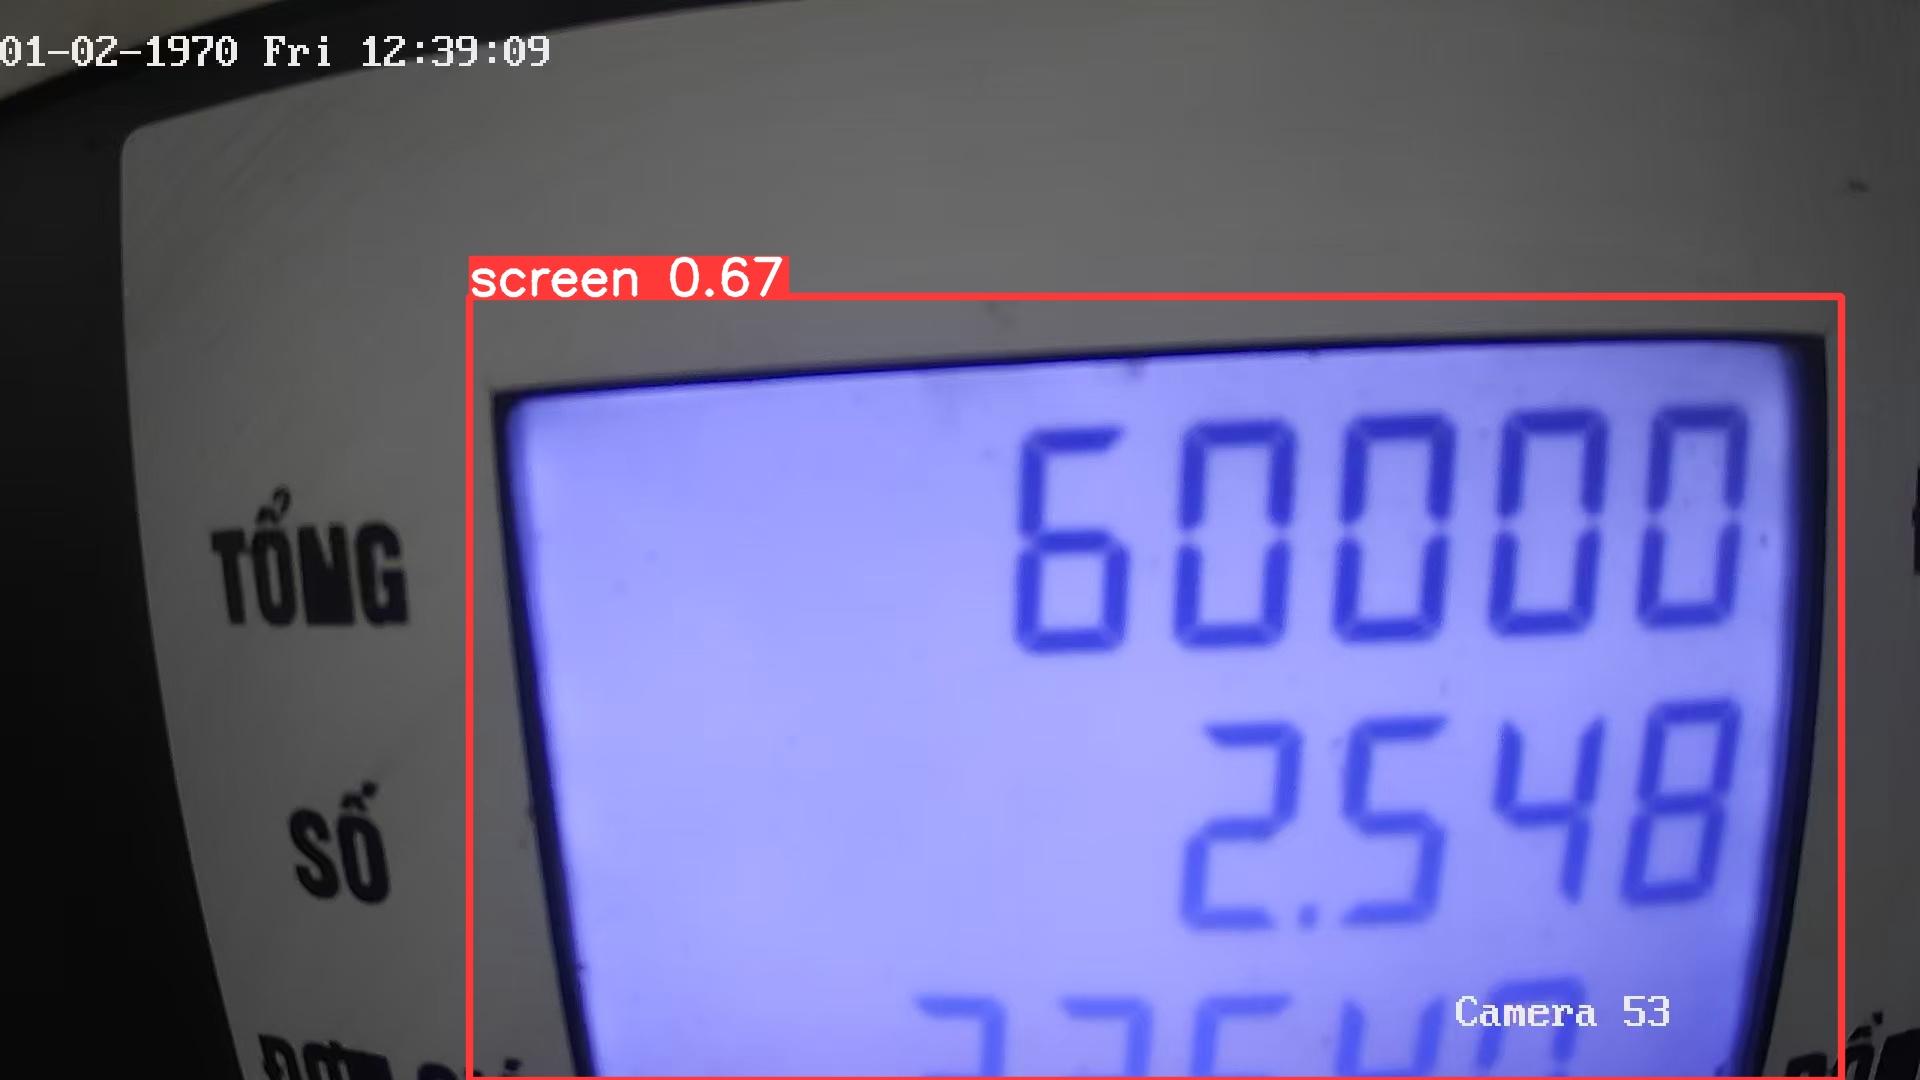 01-02-1970 Fri 12:39:09
screen 0.67
TỔNG 60000
SỐ 2.548
Camera 53